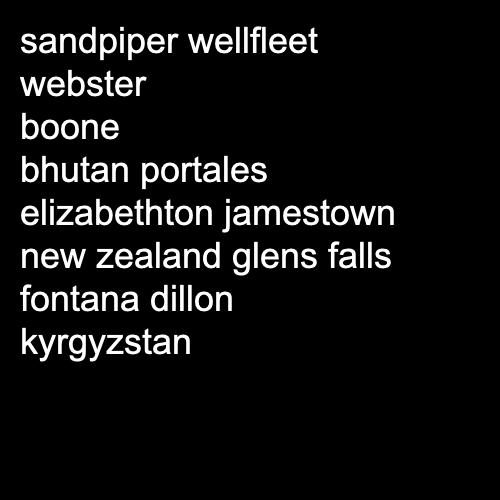 sandpiper wellfleet
webster
boone
bhutan portales
elizabethton jamestown
new zealand glens falls
fontana dillon
kyrgyzstan